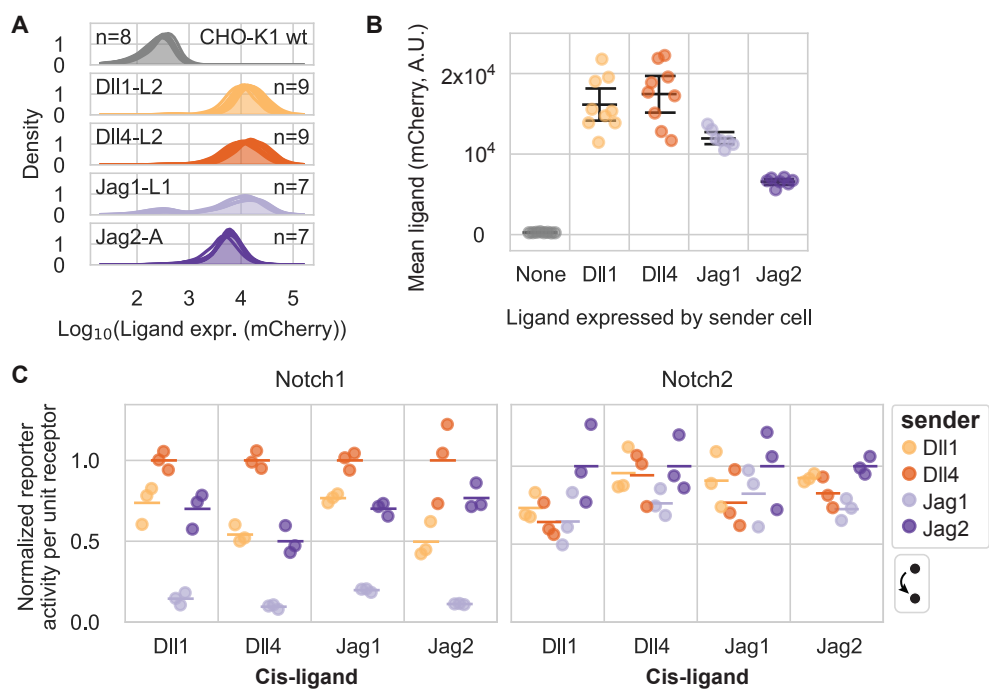 A
n=8 CHO-K1 wt
1
0
Dll1-L2 n=9
1
0
Dll4-L2 n=9
1
0
Jag1-L1 n=7
1
0
Jag2-A n=7
1
0
Density
2 3 4 5
Log10(Ligand expr. (mCherry))
B
Mean ligand (mCherry, A.U.)
2x10⁴
10⁴
0
None Dll1 Dll4 Jag1 Jag2
Ligand expressed by sender cell
C
Notch1 Notch2
Normalized reporter
activity per unit receptor
1.0
0.5
0.0
Dll1 Dll4 Jag1 Jag2 Dll1 Dll4 Jag1 Jag2
Cis-ligand Cis-ligand
sender
Dll1
Dll4
Jag1
Jag2